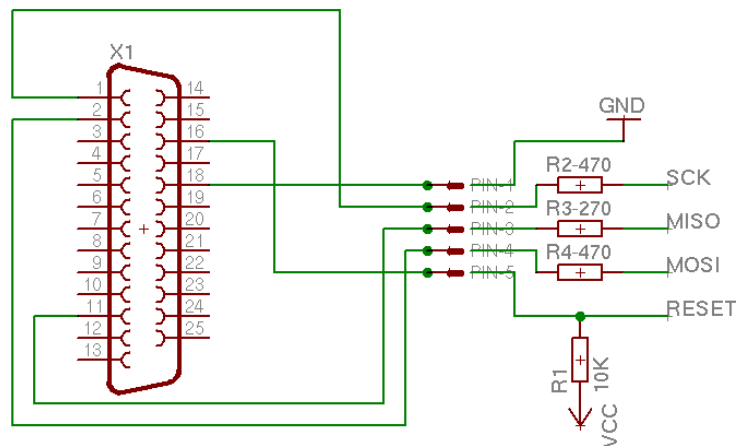 X1
1
2
3
4
5
6
7
8
9
10
11
12
13
14
15
16
17
18
19
20
21
22
23
24
25
PIN-1
PIN-2
PIN-3
PIN-4
PIN-5
GND
R2-470
SCK
R3-270
MISO
R4-470
MOSI
RESET
R1
10K
VCC